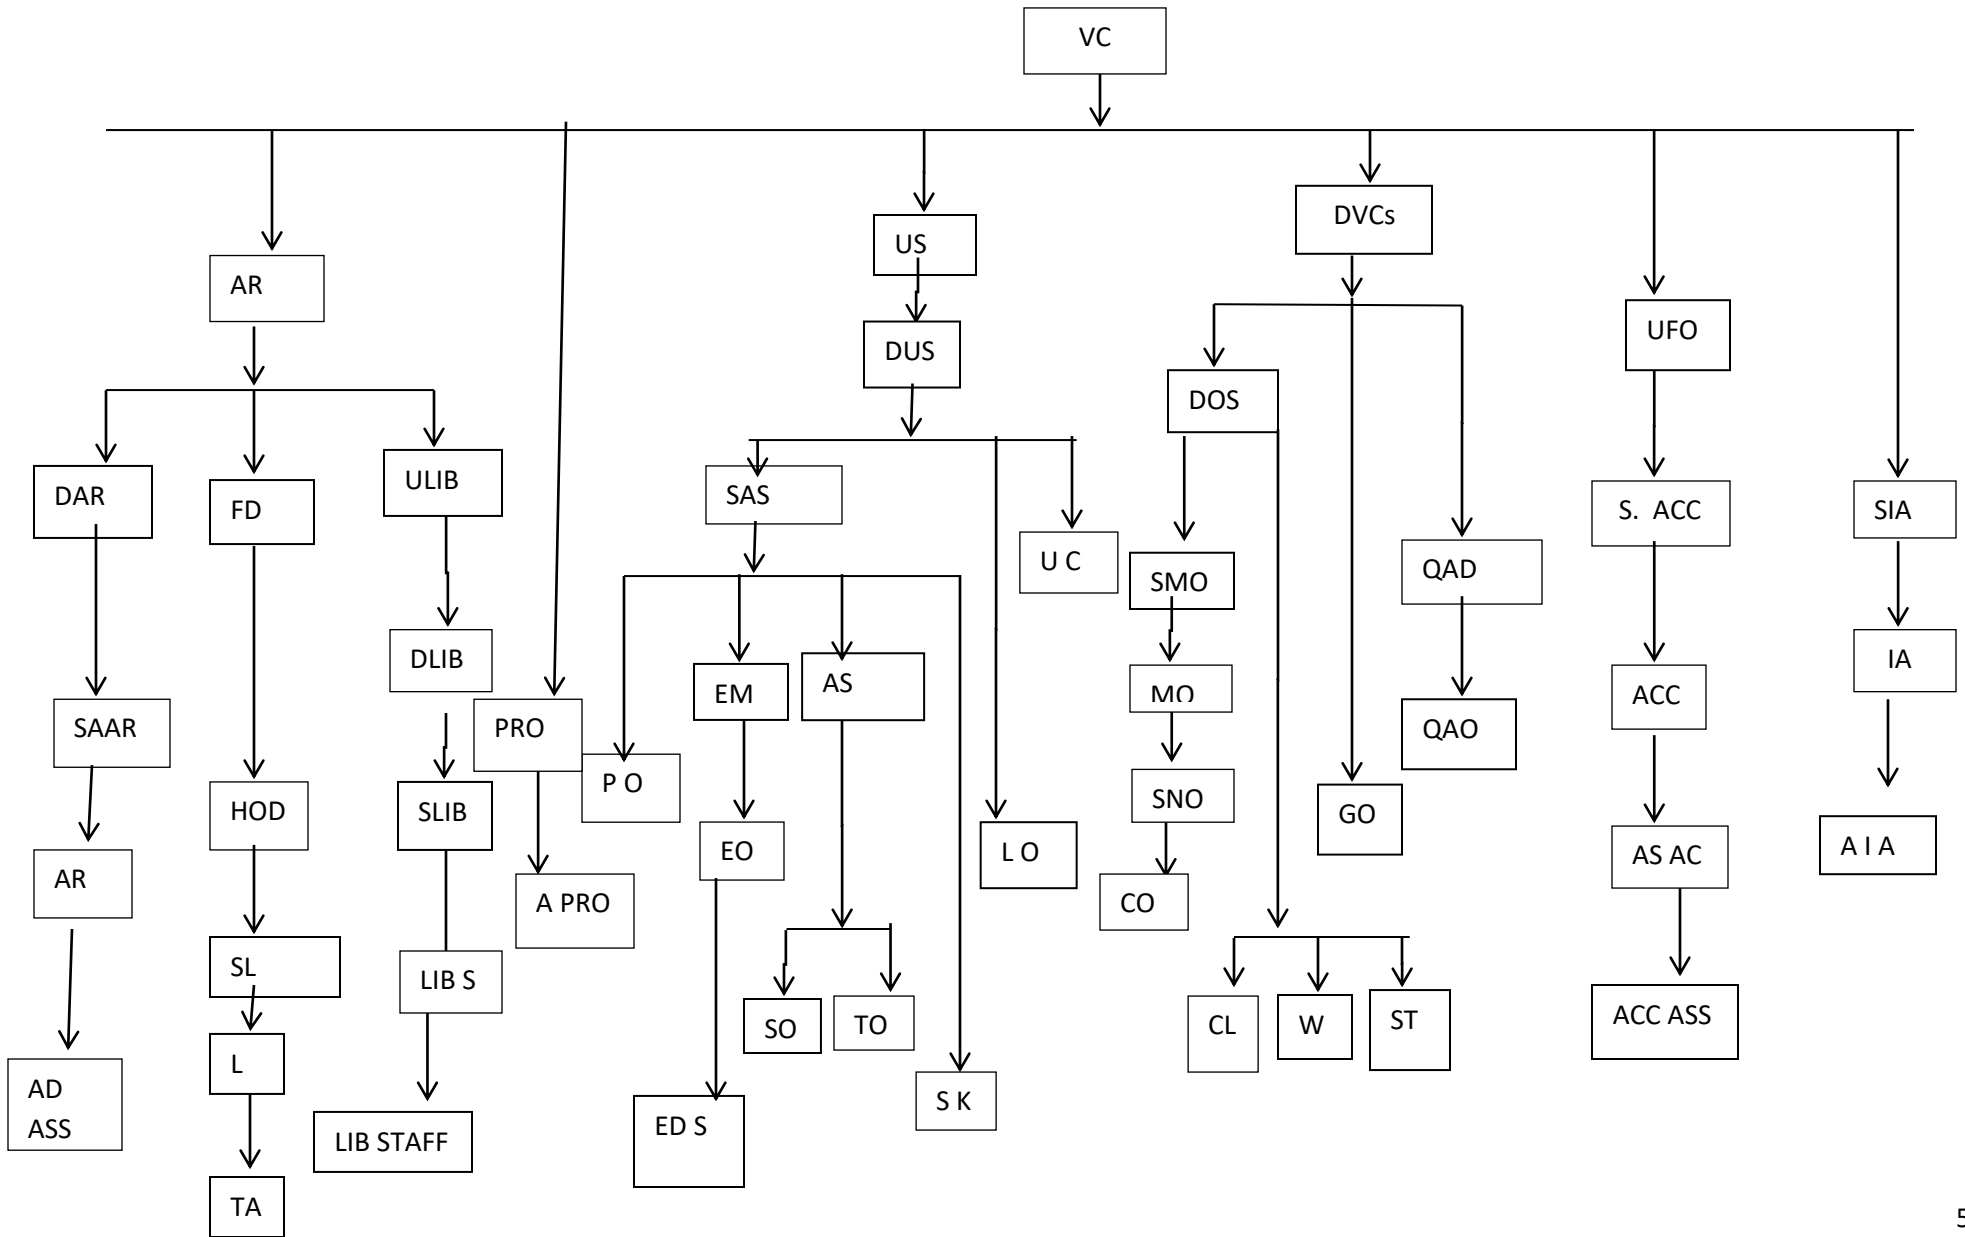 VC
DVCs
US
AR
UFO
DUS
DOS
ULIB
DAR
FD
SAS
S. ACC
SIA
U C
QAD
SMO
DLIB
IA
EM
AS
MO
ACC
SAAR
PRO
QAO
P O
HOD
SLIB
SNO
GO
EO
L O
AS AC
A I A
AR
A PRO
CO
SL
LIB S
SO
TO
CL
W
ST
ACC ASS
L
AD
ASS
S K
ED S
LIB STAFF
TA
5